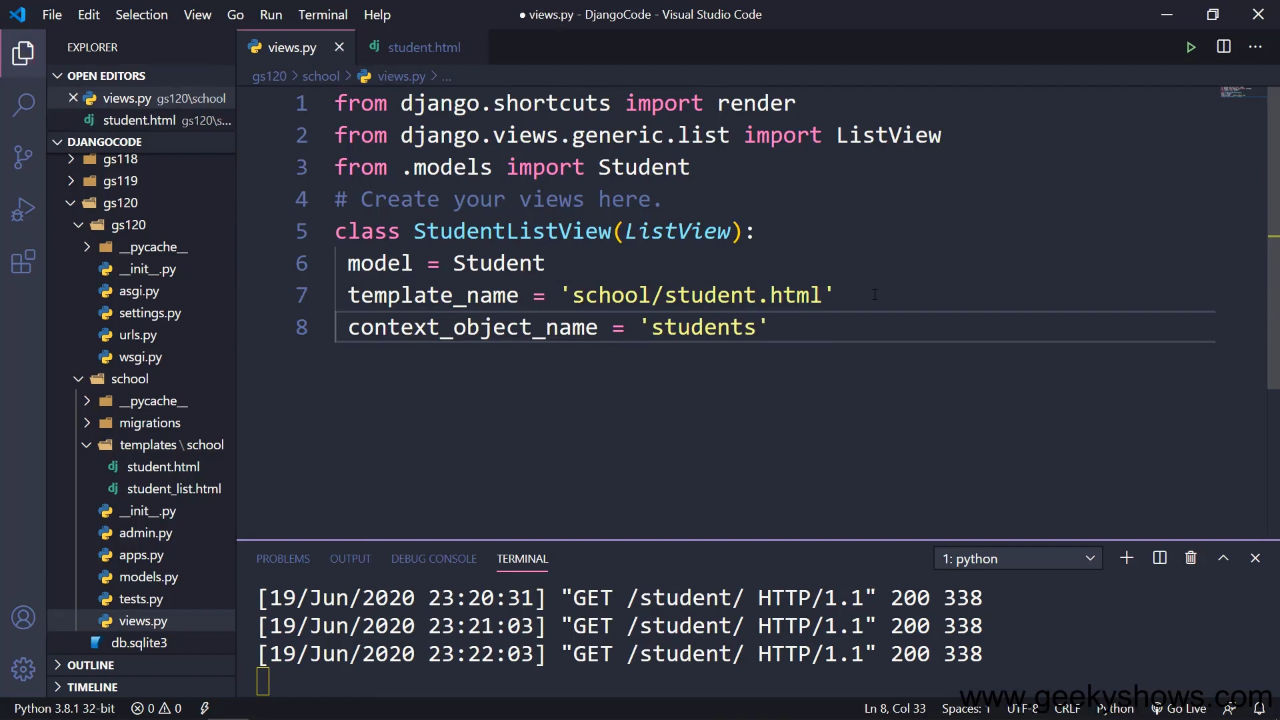 File Edit Selection View Go Run Terminal Help
● views.py - DjangoCode - Visual Studio Code
EXPLORER
OPEN EDITORS
views.py gs120\school
student.html gs120\s...
DJANGOCODE
gs118
gs119
gs120
gs120
__pycache__
__init__.py
asgi.py
settings.py
urls.py
wsgi.py
school
__pycache__
migrations
templates \ school
student.html
student_list.html
__init__.py
admin.py
apps.py
models.py
tests.py
views.py
db.sqlite3
OUTLINE
TIMELINE
views.py student.html
gs120 > school > views.py > ...
1 from django.shortcuts import render
2 from django.views.generic.list import ListView
3 from .models import Student
4 # Create your views here.
5 class StudentListView(ListView):
6 model = Student
7 template_name = 'school/student.html'
8 context_object_name = 'students'
PROBLEMS OUTPUT DEBUG CONSOLE TERMINAL 1: python
[19/Jun/2020 23:20:31] "GET /student/ HTTP/1.1" 200 338
[19/Jun/2020 23:21:03] "GET /student/ HTTP/1.1" 200 338
[19/Jun/2020 23:22:03] "GET /student/ HTTP/1.1" 200 338
www.geekyshows.com
Python 3.8.1 32-bit 0 0 Ln 8, Col 33 Spaces: 1 UTF-8 CRLF Python Go Live